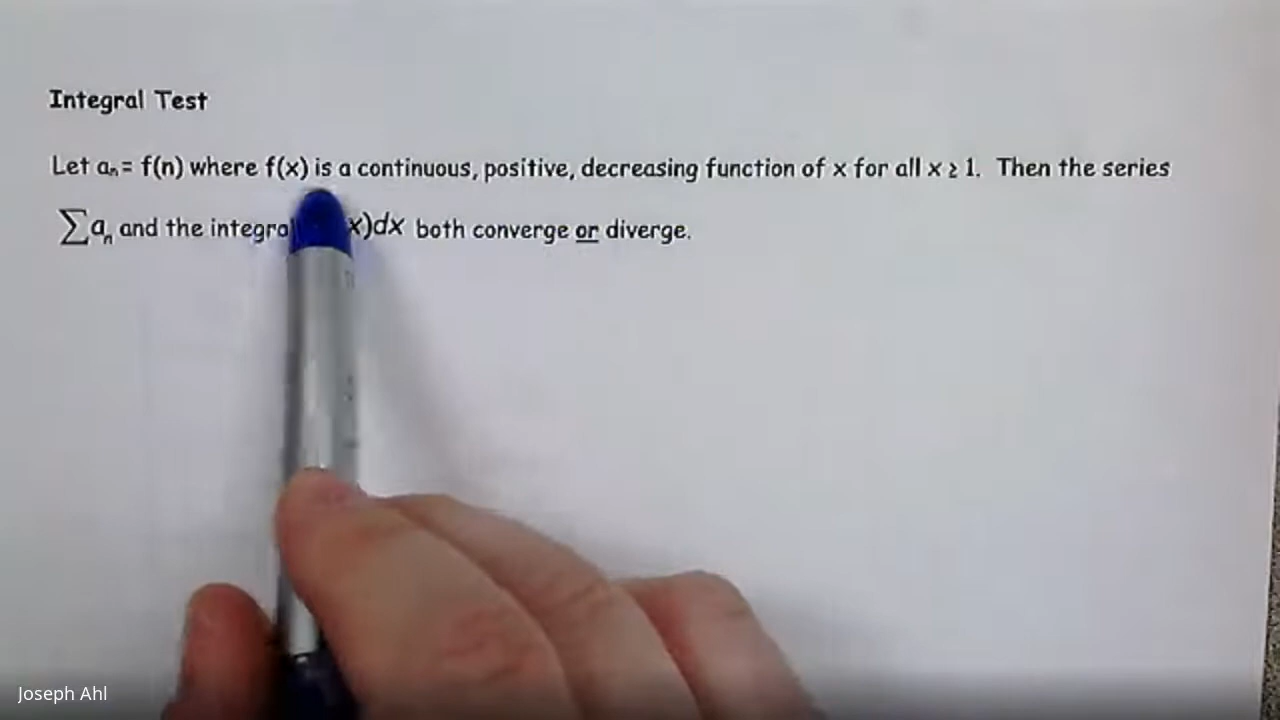 Integral Test
Let aₙ = f(n) where f(x) is a continuous, positive, decreasing function of x for all x ≥ 1. Then the series
∑aₙ and the integral x)dx both converge or diverge.
Joseph Ahl